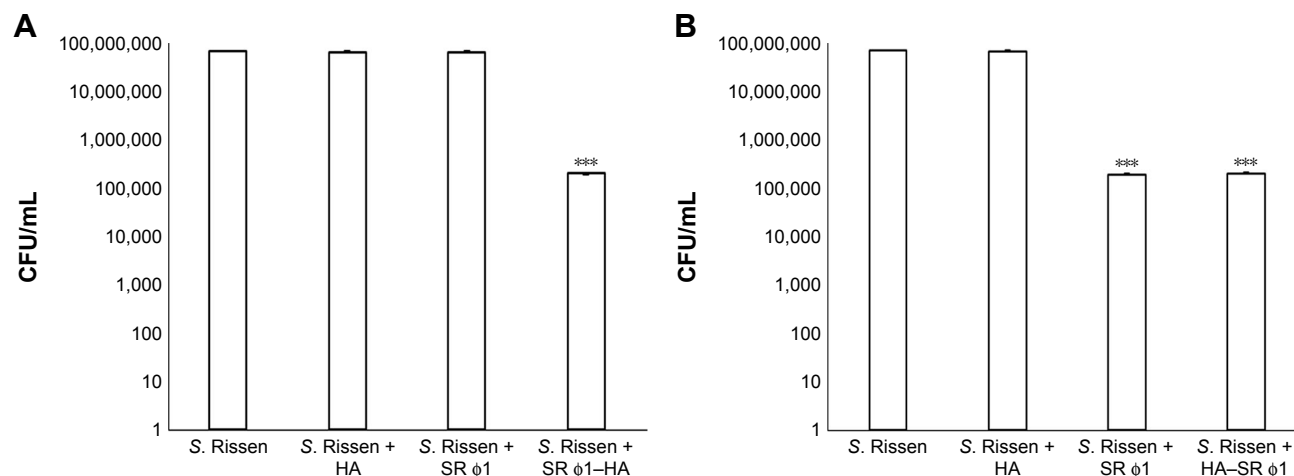 A
CFU/mL
100,000,000
10,000,000
1,000,000
100,000
10,000
1,000
100
10
1
***
S. Rissen
S. Rissen +
HA
S. Rissen +
SR ϕ1
S. Rissen +
SR ϕ1–HA
B
CFU/mL
100,000,000
10,000,000
1,000,000
100,000
10,000
1,000
100
10
1
***
***
S. Rissen
S. Rissen +
HA
S. Rissen +
SR ϕ1
S. Rissen +
HA–SR ϕ1